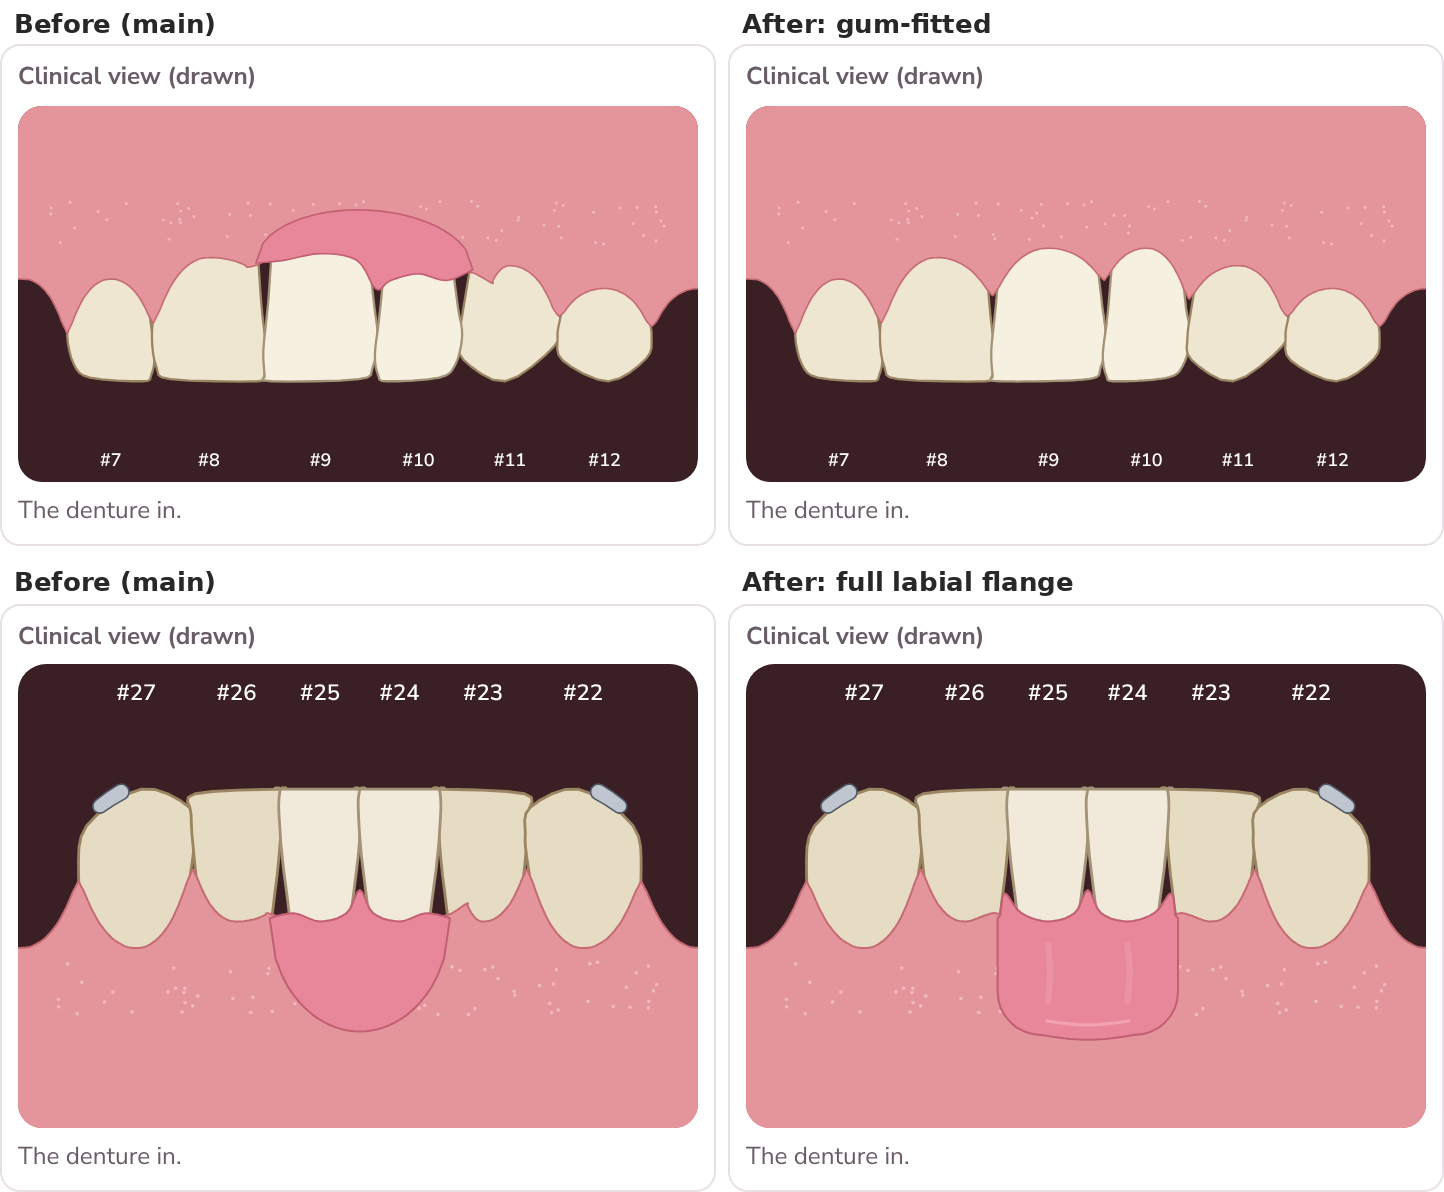 Before (main)
After: gum-fitted
Clinical view (drawn)
Clinical view (drawn)
#7 #8 #9 #10 #11 #12
#7 #8 #9 #10 #11 #12
The denture in.
The denture in.
Before (main)
After: full labial flange
Clinical view (drawn)
Clinical view (drawn)
#27 #26 #25 #24 #23 #22
#27 #26 #25 #24 #23 #22
The denture in.
The denture in.